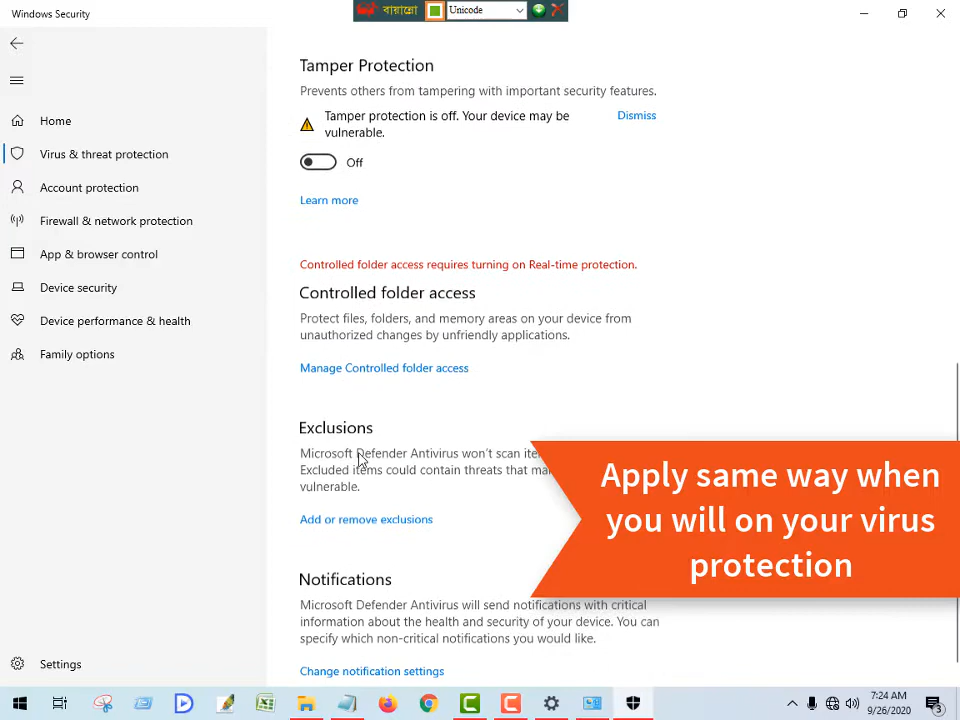 Windows Security
বায়ান্নো
Unicode
Home
Virus & threat protection
Account protection
Firewall & network protection
App & browser control
Device security
Device performance & health
Family options
Settings
Tamper Protection
Prevents others from tampering with important security features.
Tamper protection is off. Your device may be
vulnerable.
Dismiss
Off
Learn more
Controlled folder access requires turning on Real-time protection.
Controlled folder access
Protect files, folders, and memory areas on your device from
unauthorized changes by unfriendly applications.
Manage Controlled folder access
Exclusions
Microsoft Defender Antivirus won't scan
Excluded items could contain threats that
vulnerable.
Add or remove exclusions
Apply same way when
you will on your virus
protection
Notifications
Microsoft Defender Antivirus will send notifications with critical
information about the health and security of your device. You can
specify which non-critical notifications you would like.
Change notification settings
7:24 AM
9/26/2020
3